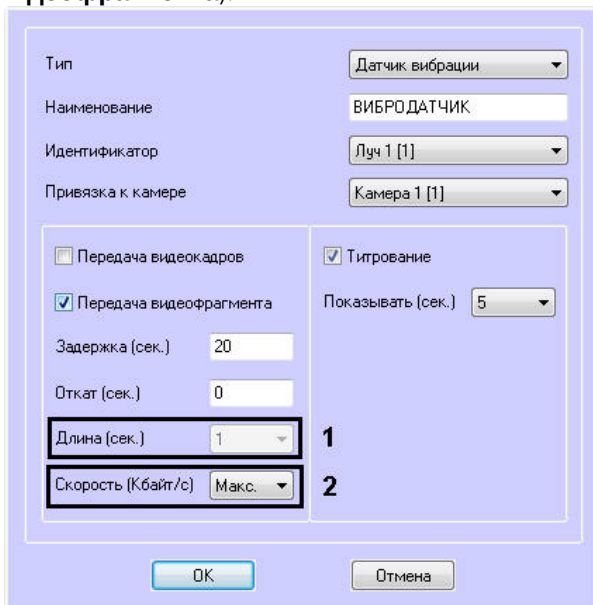 Тип Датчик вибрации
Наименование ВИБРОДАТЧИК
Идентификатор Луч 1 [1]
Привязка к камере Камера 1 [1]
Передача видеокадров
Титрование
Передача видеофрагмента
Показывать (сек.) 5
Задержка (сек.) 20
Откат (сек.) 0
Длина (сек.) 1 1
Скорость (Кбайт/с) Макс. 2
OK Отмена